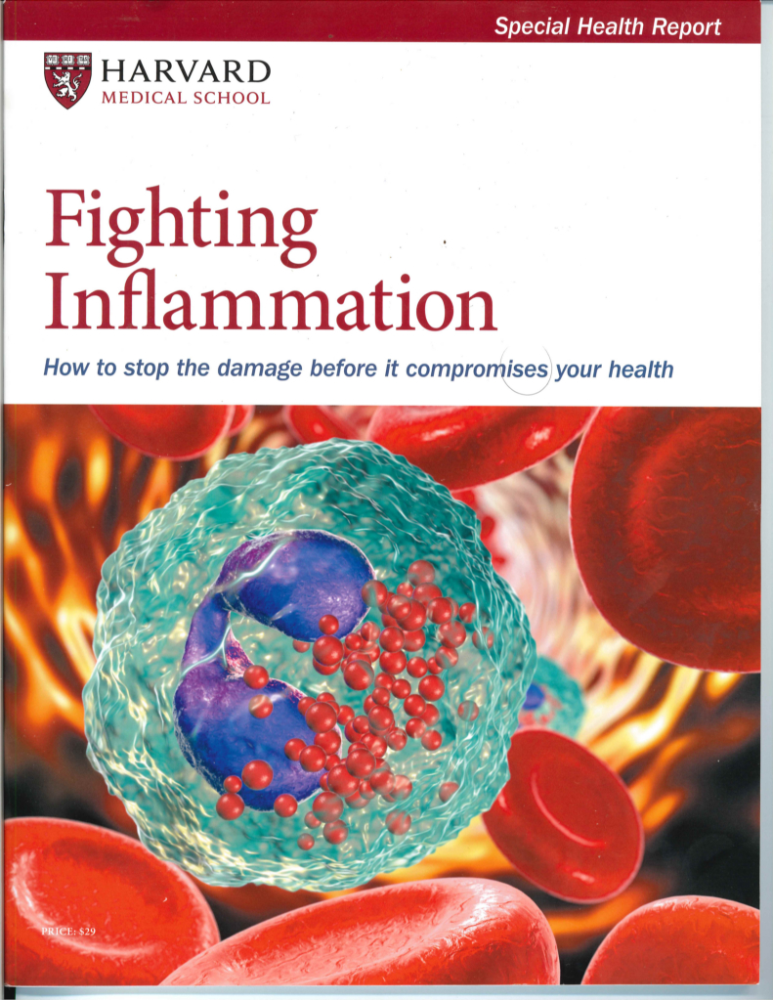 Special Health Report
HARVARD
MEDICAL SCHOOL
Fighting
Inflammation
How to stop the damage before it compromises your health
PRICE: $29